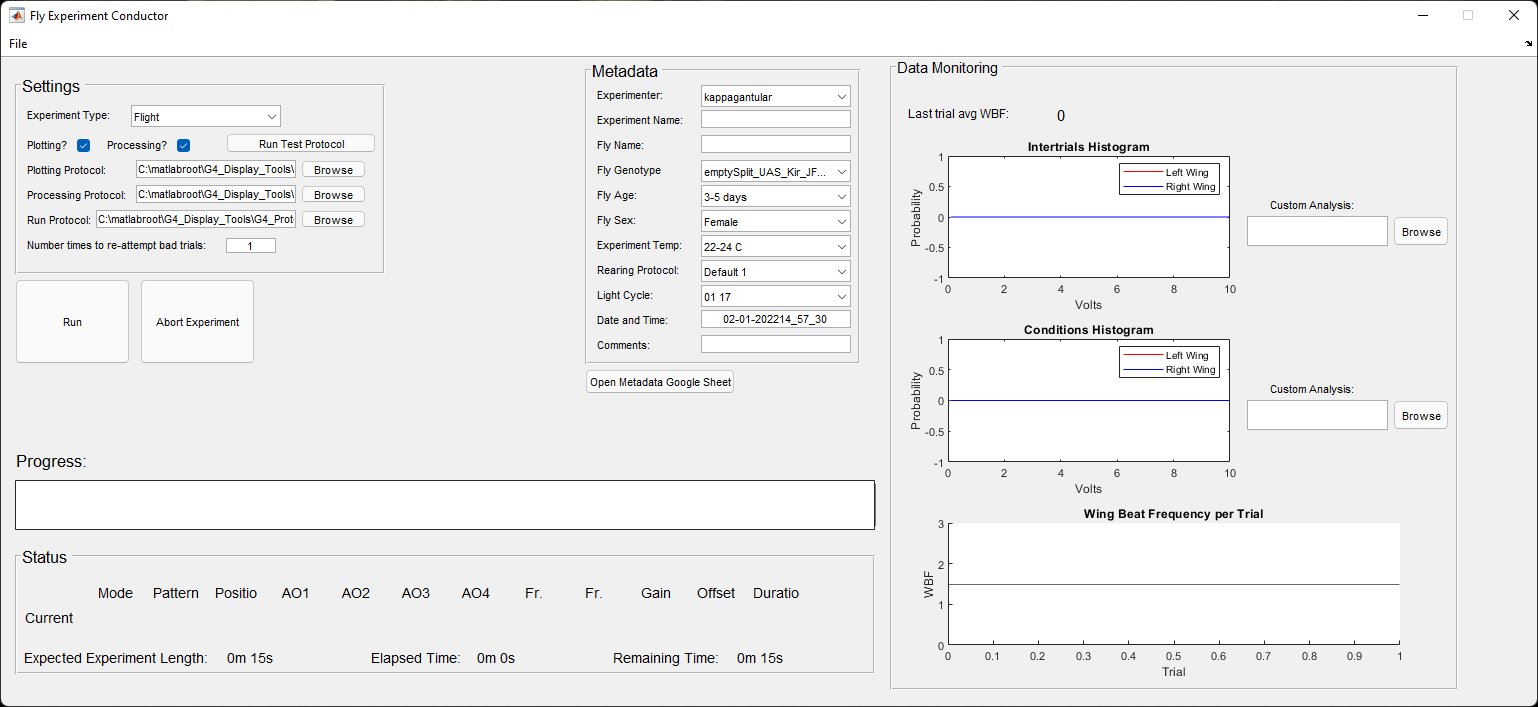 Fly Experiment Conductor
File
Settings
Experiment Type: Flight
Plotting? Processing? Run Test Protocol
Plotting Protocol: C:\matlabroot\G4_Display_Tools\ Browse
Processing Protocol: C:\matlabroot\G4_Display_Tools\ Browse
Run Protocol: C:\matlabroot\G4_Display_Tools\G4_Prot Browse
Number times to re-attempt bad trials: 1
Run Abort Experiment
Metadata
Experimenter: kappagantular
Experiment Name:
Fly Name:
Fly Genotype emptySplit_UAS_Kir_JF...
Fly Age: 3-5 days
Fly Sex: Female
Experiment Temp: 22-24 C
Rearing Protocol: Default 1
Light Cycle: 01 17
Date and Time: 02-01-202214_57_30
Comments:
Open Metadata Google Sheet
Progress:
Status
Mode Pattern Positio AO1 AO2 AO3 AO4 Fr. Fr. Gain Offset Duratio
Current
Expected Experiment Length: 0m 15s Elapsed Time: 0m 0s Remaining Time: 0m 15s
Data Monitoring
Last trial avg WBF: 0
Intertrials Histogram
1
0.5
0
-0.5
-1
Probability
Left Wing
Right Wing
0 2 4 6 8 10
Volts
Custom Analysis:
Browse
Conditions Histogram
1
0.5
0
-0.5
-1
Probability
Left Wing
Right Wing
0 2 4 6 8 10
Volts
Custom Analysis:
Browse
Wing Beat Frequency per Trial
3
2
1
0
WBF
0 0.1 0.2 0.3 0.4 0.5 0.6 0.7 0.8 0.9 1
Trial